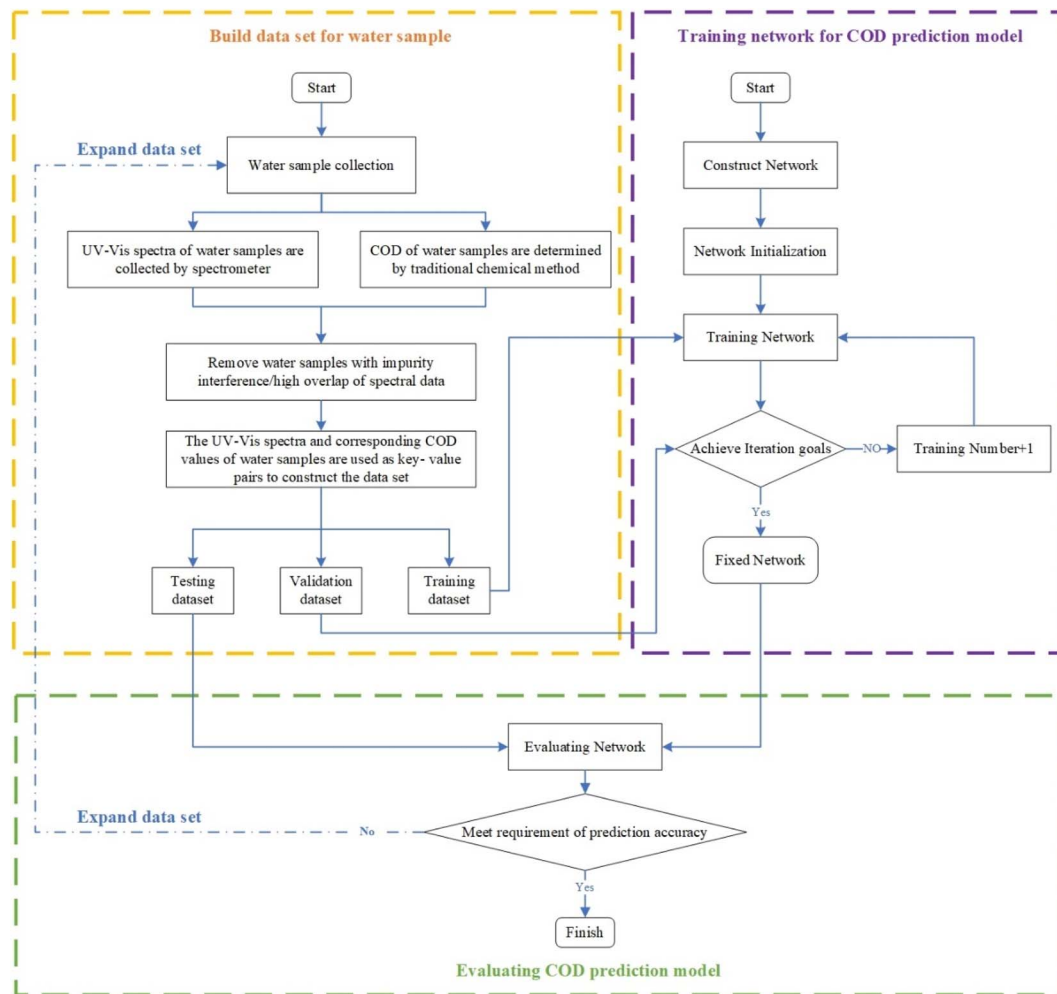 Build data set for water sample
Start
Expand data set
Water sample collection
UV-Vis spectra of water samples are
collected by spectrometer
COD of water samples are determined
by traditional chemical method
Remove water samples with impurity
interference/high overlap of spectral data
The UV-Vis spectra and corresponding COD
values of water samples are used as key- value
pairs to construct the data set
Testing
dataset
Validation
dataset
Training
dataset
Training network for COD prediction model
Start
Construct Network
Network Initialization
Training Network
Achieve Iteration goals
NO
Training Number+1
Yes
Fixed Network
Evaluating Network
Expand data set
No
Meet requirement of prediction accuracy
Yes
Finish
Evaluating COD prediction model